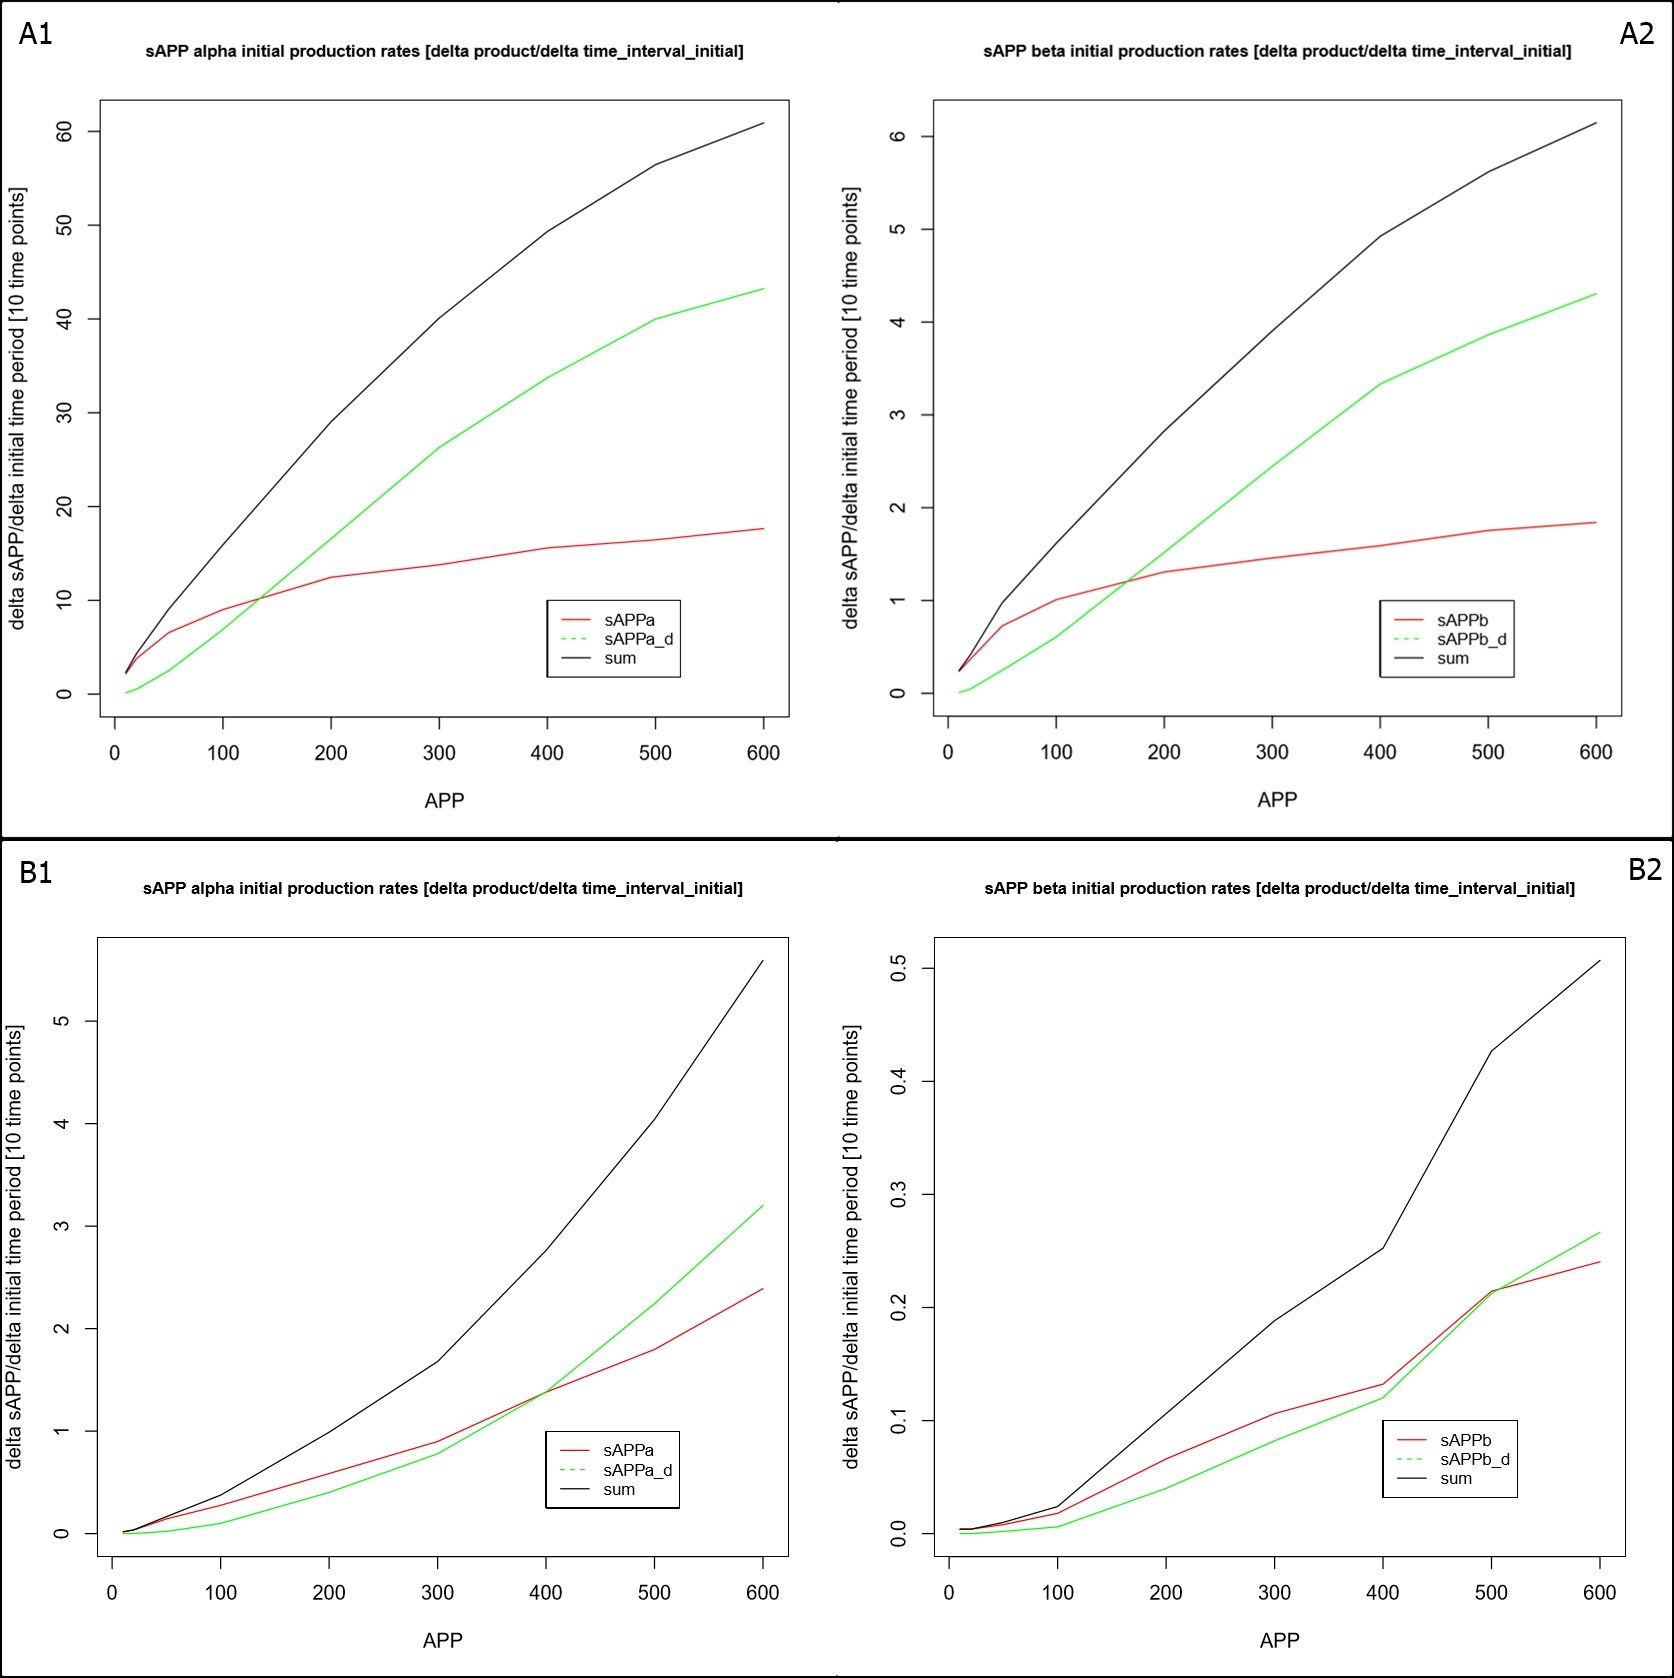 A1
sAPP alpha initial production rates [delta product/delta time_interval_initial]
delta sAPP/delta initial time period [10 time points]
60
50
40
30
20
10
0
0 100 200 300 400 500 600
APP
sAPPa
sAPPa_d
sum
A2
sAPP beta initial production rates [delta product/delta time_interval_initial]
delta sAPP/delta initial time period [10 time points]
6
5
4
3
2
1
0
0 100 200 300 400 500 600
APP
sAPPb
sAPPb_d
sum
B1
sAPP alpha initial production rates [delta product/delta time_interval_initial]
delta sAPP/delta initial time period [10 time points]
5
4
3
2
1
0
0 100 200 300 400 500 600
APP
sAPPa
sAPPa_d
sum
B2
sAPP beta initial production rates [delta product/delta time_interval_initial]
delta sAPP/delta initial time period [10 time points]
0.5
0.4
0.3
0.2
0.1
0.0
0 100 200 300 400 500 600
APP
sAPPb
sAPPb_d
sum